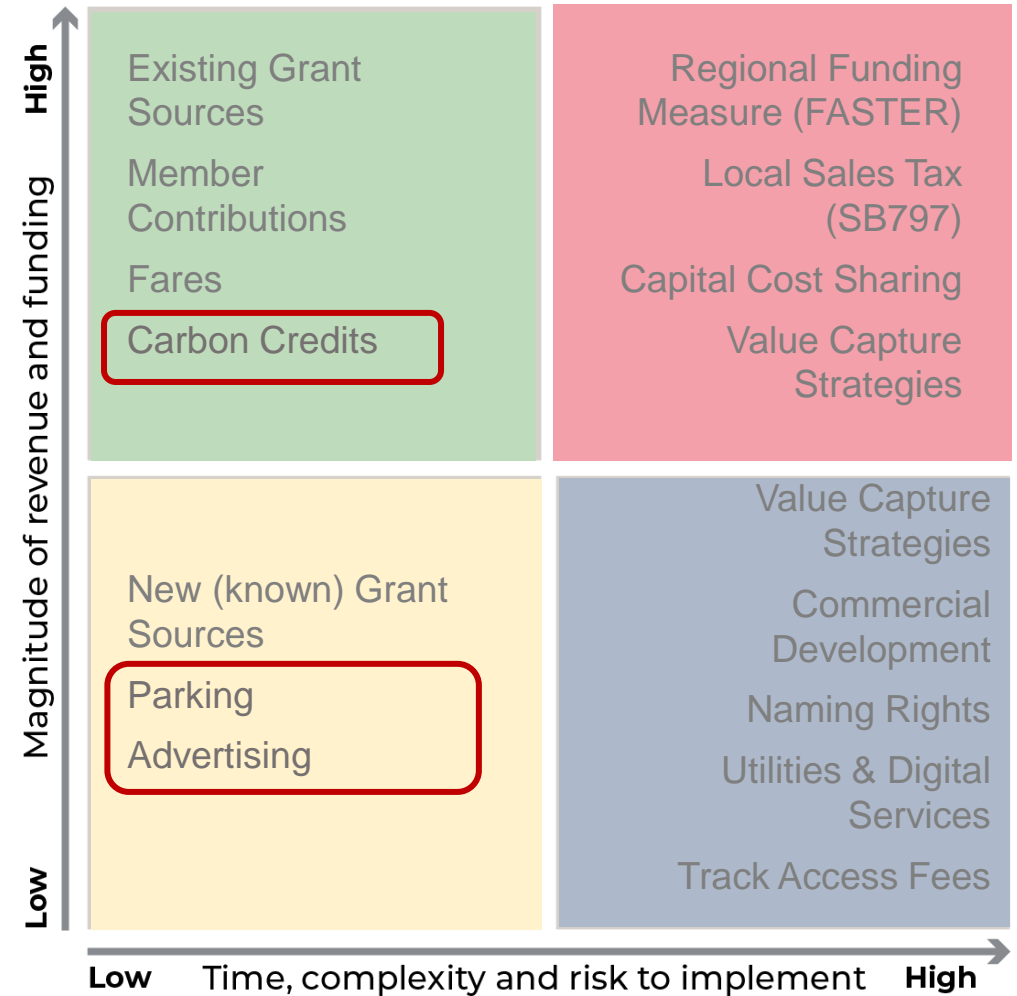 High
Magnitude of revenue and funding
Low
Existing Grant
Sources
Member
Contributions
Fares
Carbon Credits
Regional Funding
Measure (FASTER)
Local Sales Tax
(SB797)
Capital Cost Sharing
Value Capture
Strategies
New (known) Grant
Sources
Parking
Advertising
Value Capture
Strategies
Commercial
Development
Naming Rights
Utilities & Digital
Services
Track Access Fees
Low Time, complexity and risk to implement High